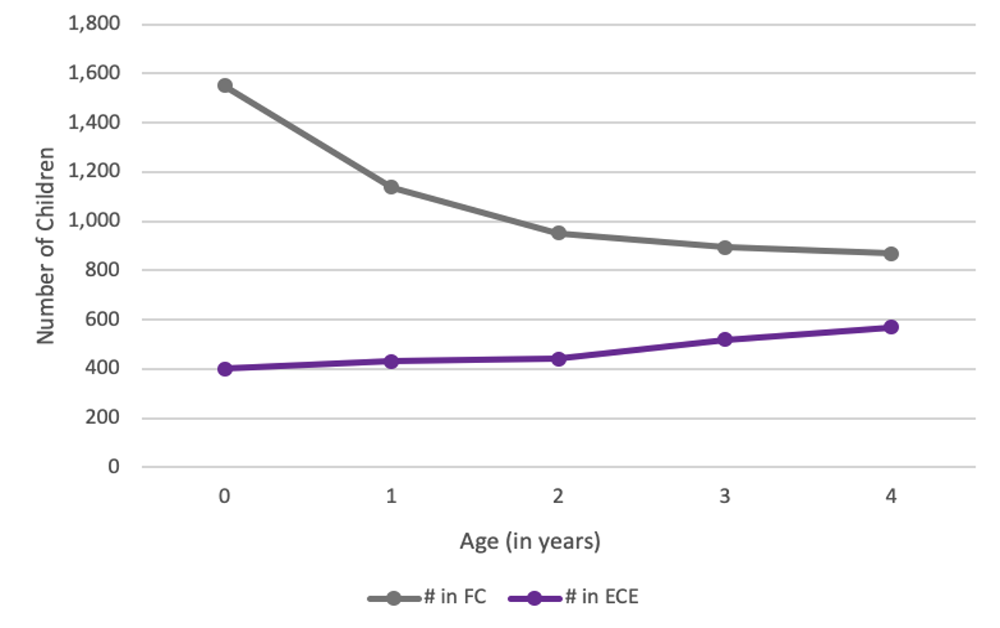 1,800
1,600
1,400
1,200
1,000
800
600
400
200
0
Number of Children
0 1 2 3 4
Age (in years)
# in FC # in ECE